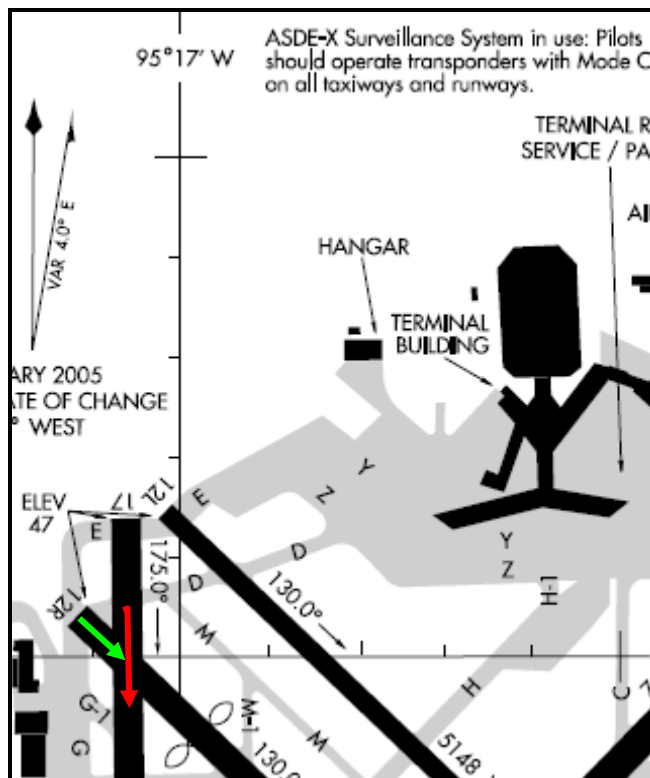 ASDE-X Surveillance System in use: Pilots
should operate transponders with Mode C
on all taxiways and runways.
95°17' W
TERMINAL R
SERVICE / PA
AI
VAR 4.0° E
HANGAR
TERMINAL
BUILDING
ARY 2005
ATE OF CHANGE
° WEST
ELEV
47
E
17
12L
E
Y
Z
D
D
175.0°
130.0°
12R
M
Y
Z
H-1
G-1
G
M-1
M
H
C
130.0°
5148